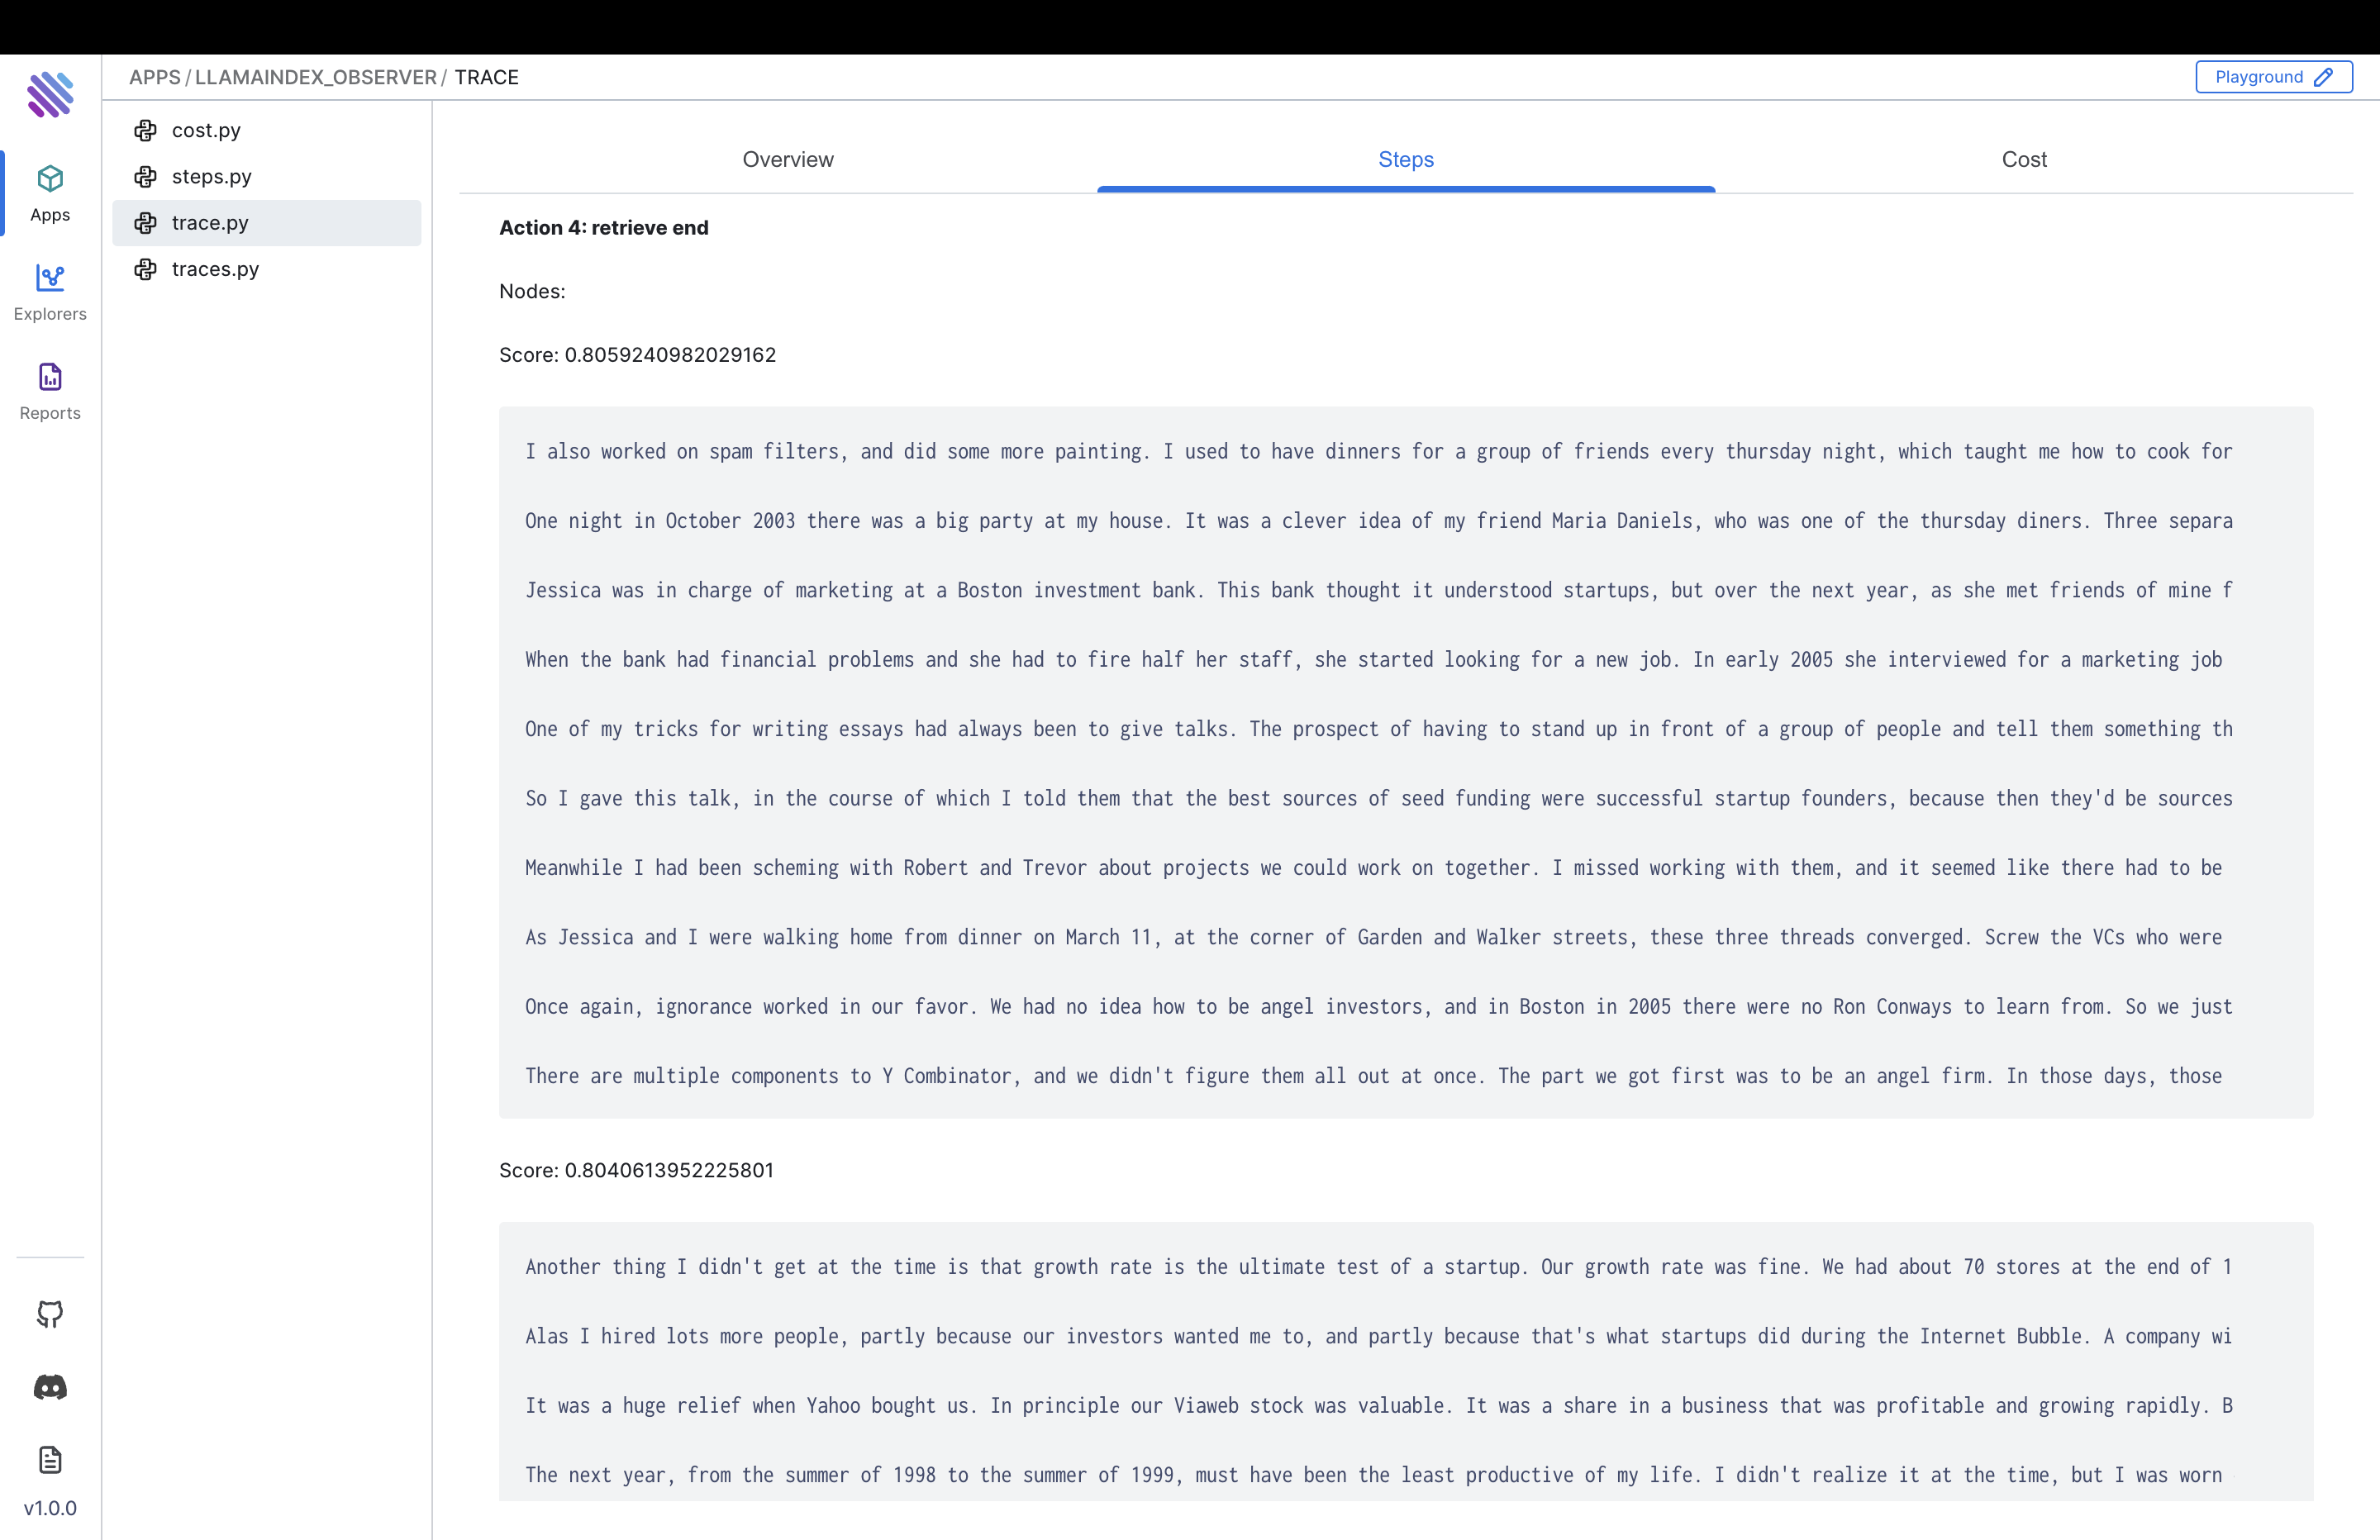 APPS / LLAMAINDEX_OBSERVER / TRACE
Playground
Apps
Explorers
Reports
v1.0.0
cost.py
steps.py
trace.py
traces.py
Overview
Steps
Cost
Action 4: retrieve end
Nodes:
Score: 0.8059240982029162
I also worked on spam filters, and did some more painting. I used to have dinners for a group of friends every thursday night, which taught me how to cook for
One night in October 2003 there was a big party at my house. It was a clever idea of my friend Maria Daniels, who was one of the thursday diners. Three separa
Jessica was in charge of marketing at a Boston investment bank. This bank thought it understood startups, but over the next year, as she met friends of mine f
When the bank had financial problems and she had to fire half her staff, she started looking for a new job. In early 2005 she interviewed for a marketing job
One of my tricks for writing essays had always been to give talks. The prospect of having to stand up in front of a group of people and tell them something th
So I gave this talk, in the course of which I told them that the best sources of seed funding were successful startup founders, because then they'd be sources
Meanwhile I had been scheming with Robert and Trevor about projects we could work on together. I missed working with them, and it seemed like there had to be
As Jessica and I were walking home from dinner on March 11, at the corner of Garden and Walker streets, these three threads converged. Screw the VCs who were
Once again, ignorance worked in our favor. We had no idea how to be angel investors, and in Boston in 2005 there were no Ron Conways to learn from. So we just
There are multiple components to Y Combinator, and we didn't figure them all out at once. The part we got first was to be an angel firm. In those days, those
Score: 0.8040613952225801
Another thing I didn't get at the time is that growth rate is the ultimate test of a startup. Our growth rate was fine. We had about 70 stores at the end of 1
Alas I hired lots more people, partly because our investors wanted me to, and partly because that's what startups did during the Internet Bubble. A company wi
It was a huge relief when Yahoo bought us. In principle our Viaweb stock was valuable. It was a share in a business that was profitable and growing rapidly. B
The next year, from the summer of 1998 to the summer of 1999, must have been the least productive of my life. I didn't realize it at the time, but I was worn